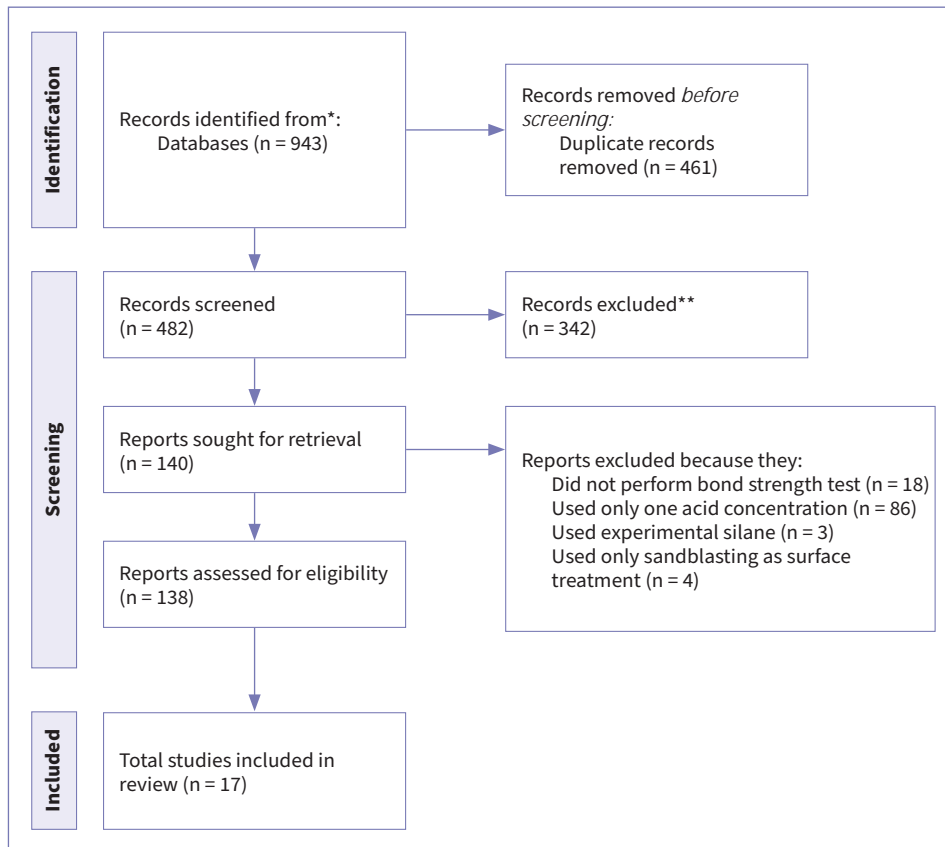 Identification
Records identified from*:
Databases (n = 943)
Records removed before
screening:
Duplicate records
removed (n = 461)
Screening
Records screened
(n = 482)
Records excluded**
(n = 342)
Reports sought for retrieval
(n = 140)
Reports excluded because they:
Did not perform bond strength test (n = 18)
Used only one acid concentration (n = 86)
Used experimental silane (n = 3)
Used only sandblasting as surface
treatment (n = 4)
Reports assessed for eligibility
(n = 138)
Included
Total studies included in
review (n = 17)